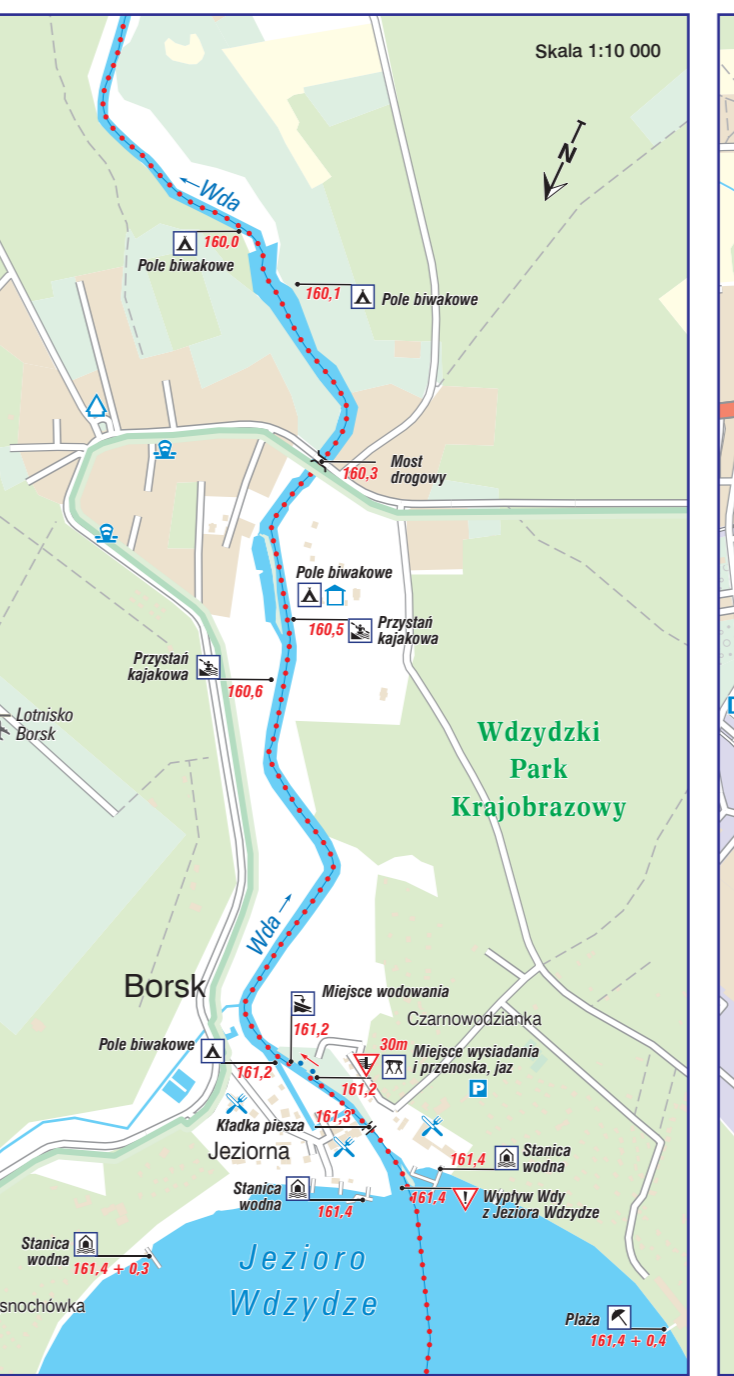 Skala 1:10 000
N
Wda
160,0
Pole biwakowe
160,1
Pole biwakowe
Most
drogowy
160,3
Pole biwakowe
160,5
Przystań
kajakowa
Przystań
kajakowa
160,6
Lotnisko
Borsk
Wdzydzki
Park
Krajobrazowy
Wda
Borsk
Miejsce wodowania
161,2
Czarnowodzianka
Pole biwakowe
161,2
30m
Miejsce wysiadania
i przenoska, jaz
161,2
P
161,3
Kładka piesza
Jeziorna
161,4
Stanica
wodna
Stanica
wodna
161,4
161,4
!
Wypływ Wdy
z Jeziora Wdzydze
Stanica
wodna
161,4 + 0,3
Jezioro
Wdzydze
snochówka
Plaża
161,4 + 0,4